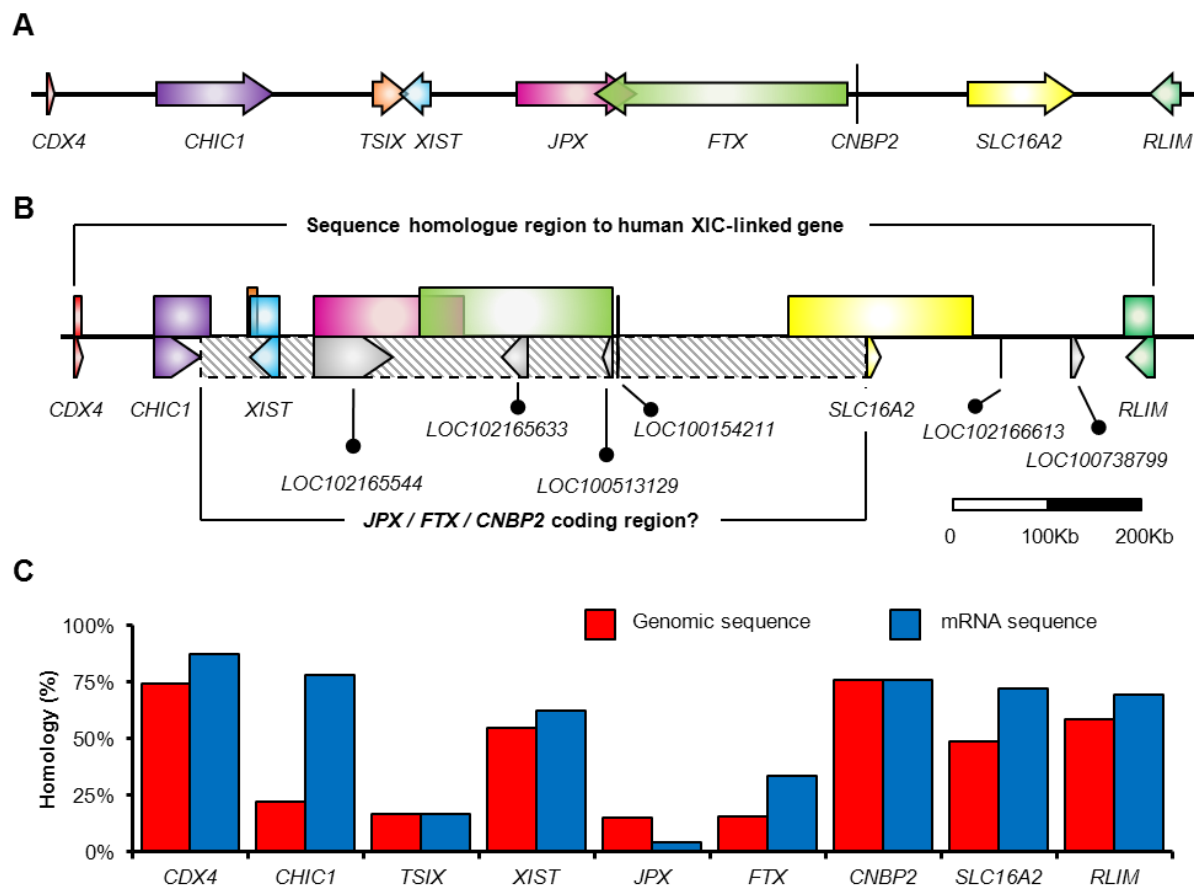 A
CDX4 CHIC1 TSIX XIST JPX FTX CNBP2 SLC16A2 RLIM
B
Sequence homologue region to human XIC-linked gene
CDX4 CHIC1 XIST SLC16A2 RLIM
LOC102165633 LOC100154211 LOC102166613
LOC102165544 LOC100513129 LOC100738799
JPX / FTX / CNBP2 coding region?
0 100Kb 200Kb
C
Genomic sequence mRNA sequence
Homology (%)
100%
75%
50%
25%
0%
CDX4 CHIC1 TSIX XIST JPX FTX CNBP2 SLC16A2 RLIM